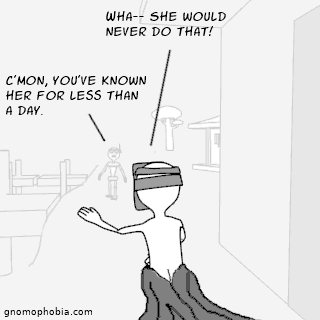 WHA-- SHE WOULD
NEVER DO THAT!
C'MON, YOU'VE KNOWN
HER FOR LESS THAN
A DAY.
gnomophobia.com